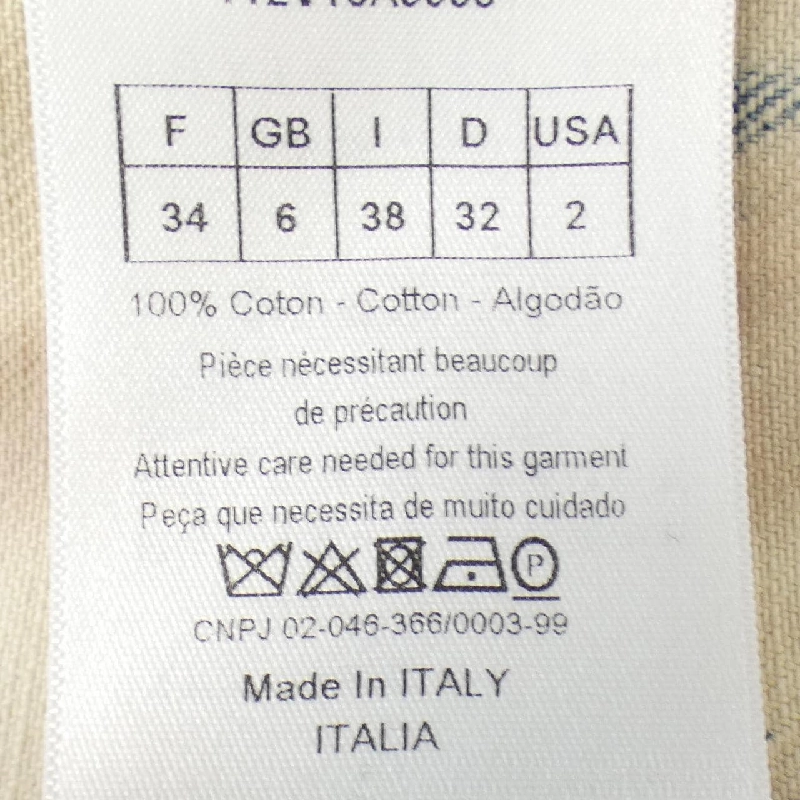 F GB I D USA
34 6 38 32 2
100% Coton - Cotton - Algodão
Pièce nécessitant beaucoup
de précaution
Attentive care needed for this garment
Peça que necessita de muito cuidado
P
CNPJ 02-046-366/0003-99
Made In ITALY
ITALIA